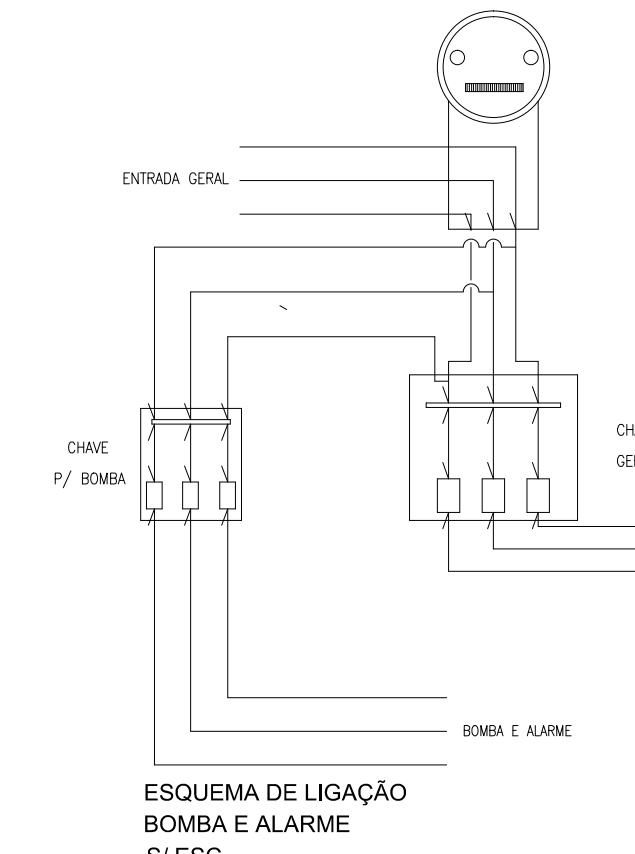 ENTRADA GERAL
CHAVE
P/ BOMBA
BOMBA E ALARME
ESQUEMA DE LIGAÇÃO
BOMBA E ALARME